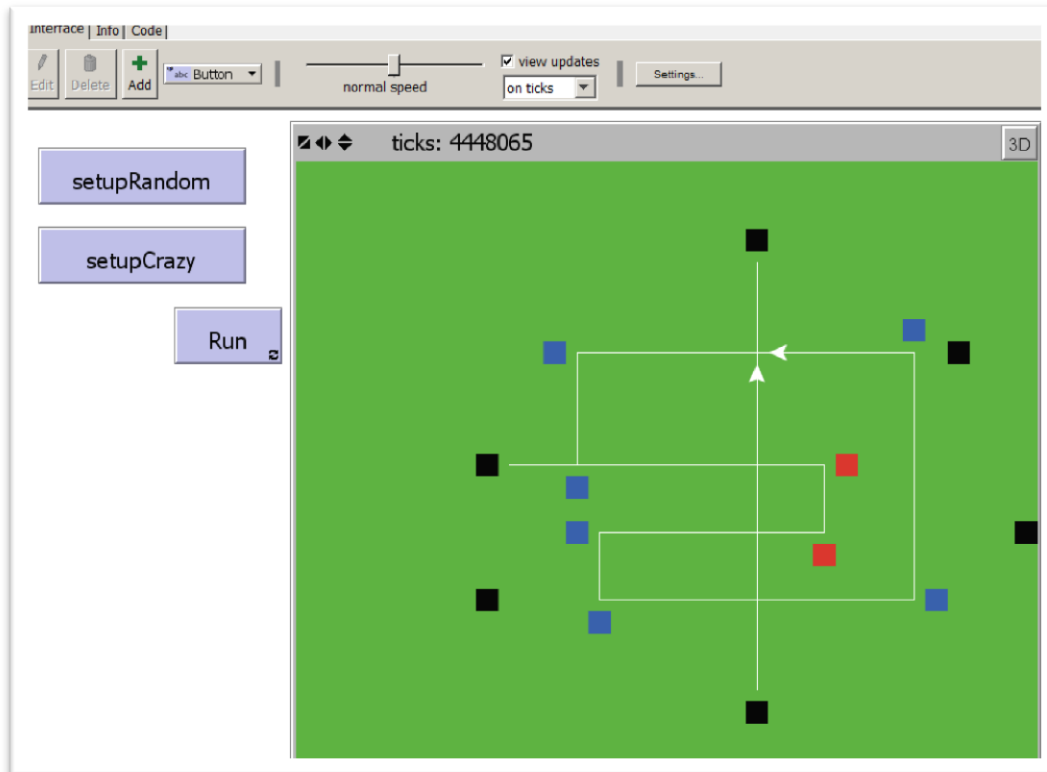 Interface Info Code
Edit Delete Add abc Button normal speed view updates on ticks Settings...
ticks: 4448065 3D
setupRandom
setupCrazy
Run